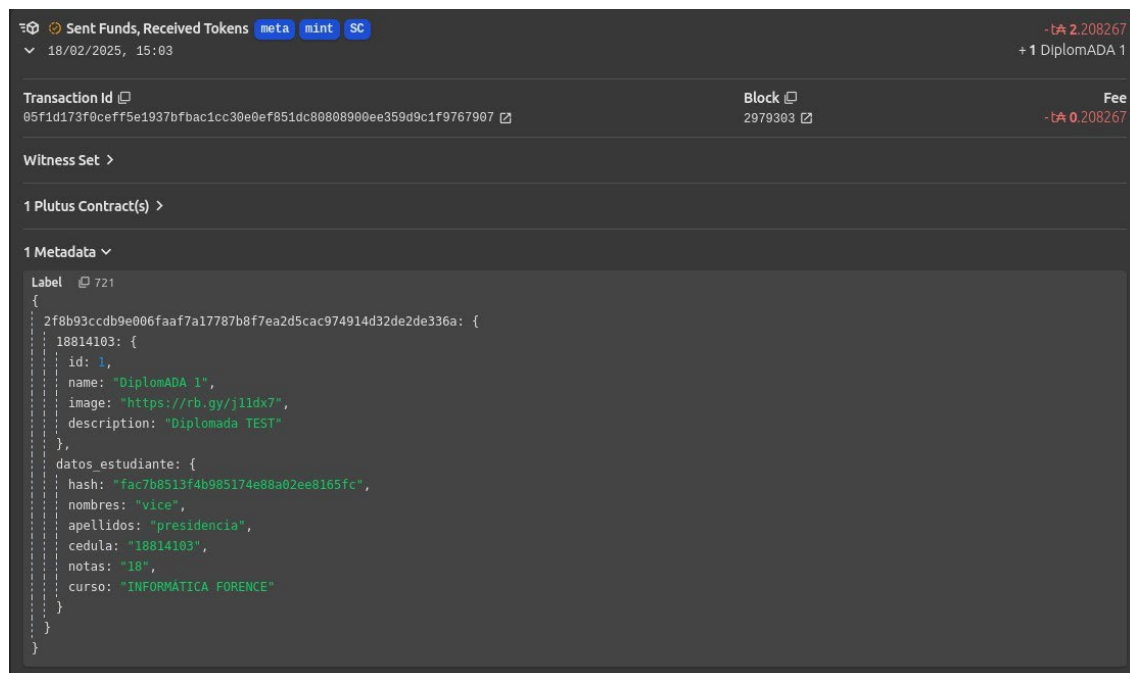 Sent Funds, Received Tokens meta mint SC -t₳ 2.208267
18/02/2025, 15:03 +1 DiplomADA 1
Transaction Id Block Fee
05f1d173f0ceff5e1937bfbac1cc30e0ef851dc80808900ee359d9c1f9767907 2979303 -t₳ 0.208267
Witness Set >
1 Plutus Contract(s) >
1 Metadata
Label 721
{
2f8b93ccdb9e006faaf7a17787b8f7ea2d5cac974914d32de2de336a: {
18814103: {
id: 1,
name: "DiplomADA 1",
image: "https://rb.gy/j11dx7",
description: "Diplomada TEST"
},
datos_estudiante: {
hash: "fac7b8513f4b985174e88a02ee8165fc",
nombres: "vice",
apellidos: "presidencia",
cedula: "18814103",
notas: "18",
curso: "INFORMÁTICA FORENCE"
}
}
}